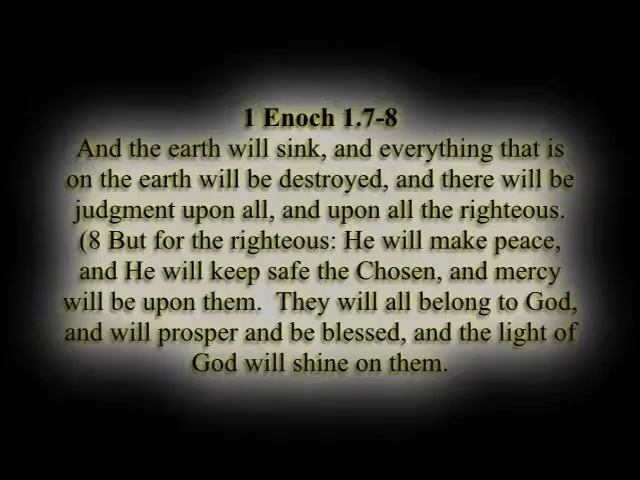 1 Enoch 1.7-8
And the earth will sink, and everything that is
on the earth will be destroyed, and there will be
judgment upon all, and upon all the righteous.
(8 But for the righteous: He will make peace,
and He will keep safe the Chosen, and mercy
will be upon them.  They will all belong to God,
and will prosper and be blessed, and the light of
God will shine on them.